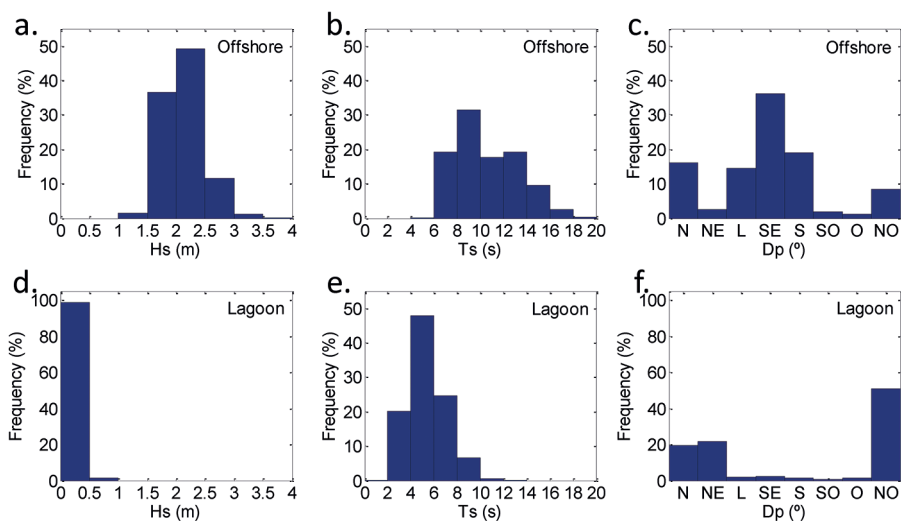 a.
Offshore
50
40
30
20
10
0
Frequency (%)
0 0.5 1 1.5 2 2.5 3 3.5 4
Hs (m)
b.
Offshore
50
40
30
20
10
0
Frequency (%)
0 2 4 6 8 10 12 14 16 18 20
Ts (s)
c.
Offshore
50
40
30
20
10
0
Frequency (%)
N NE L SE S SO O NO
Dp (º)
d.
Lagoon
100
80
60
40
20
0
Frequency (%)
0 0.5 1 1.5 2 2.5 3 3.5 4
Hs (m)
e.
Lagoon
50
40
30
20
10
0
Frequency (%)
0 2 4 6 8 10 12 14 16 18 20
Ts (s)
f.
Lagoon
100
80
60
40
20
0
Frequency (%)
N NE L SE S SO O NO
Dp (º)